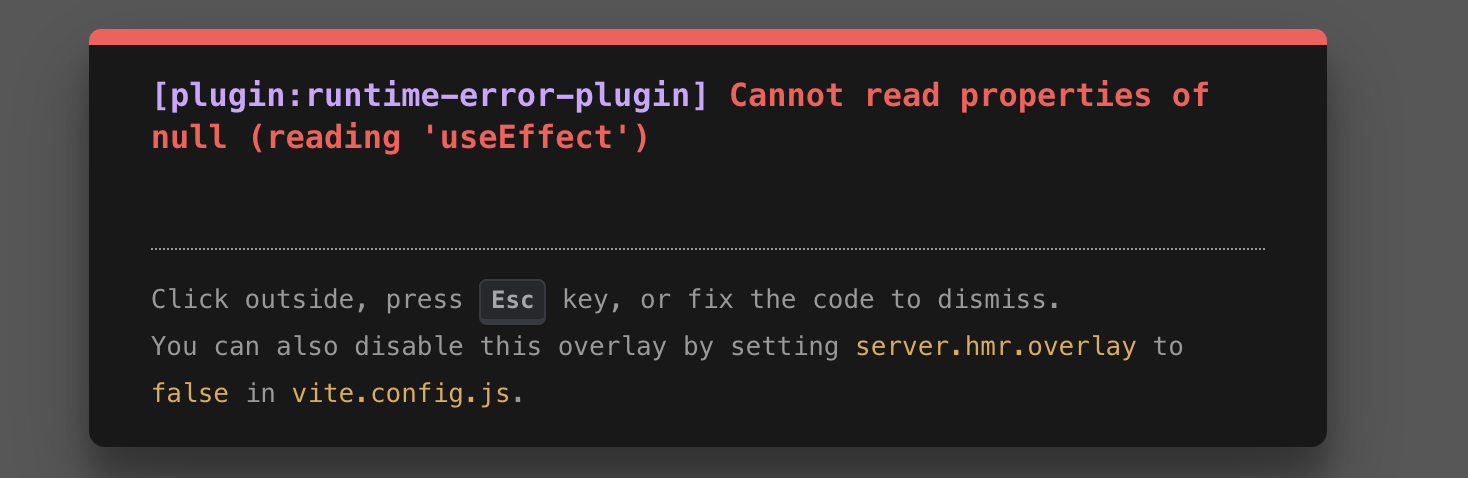 [plugin:runtime-error-plugin] Cannot read properties of
null (reading 'useEffect')
Click outside, press Esc key, or fix the code to dismiss.
You can also disable this overlay by setting server.hmr.overlay to
false in vite.config.js.